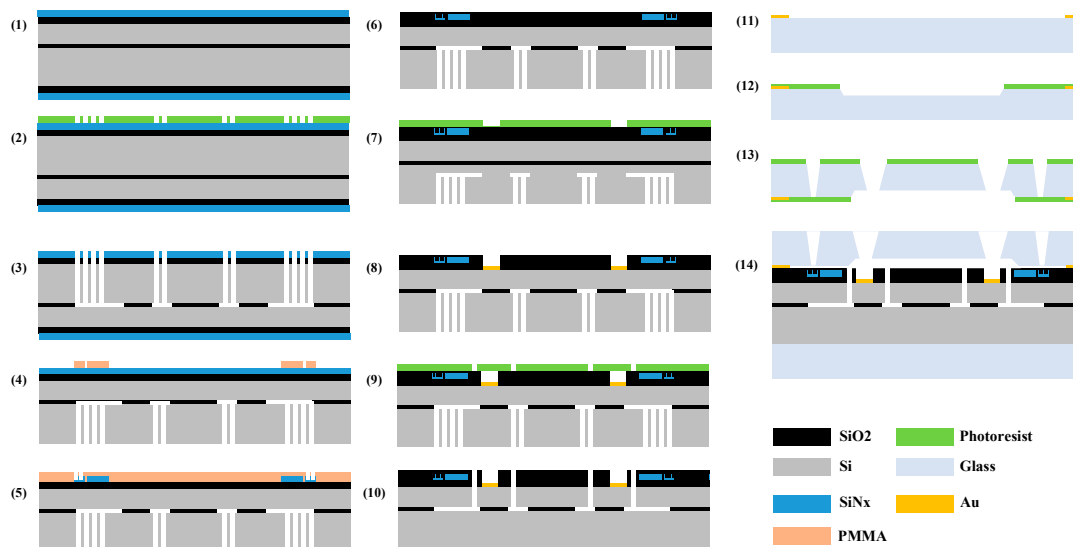 (1)
(2)
(3)
(4)
(5)
(6)
(7)
(8)
(9)
(10)
(11)
(12)
(13)
(14)
SiO2
Si
SiNx
PMMA
Photoresist
Glass
Au